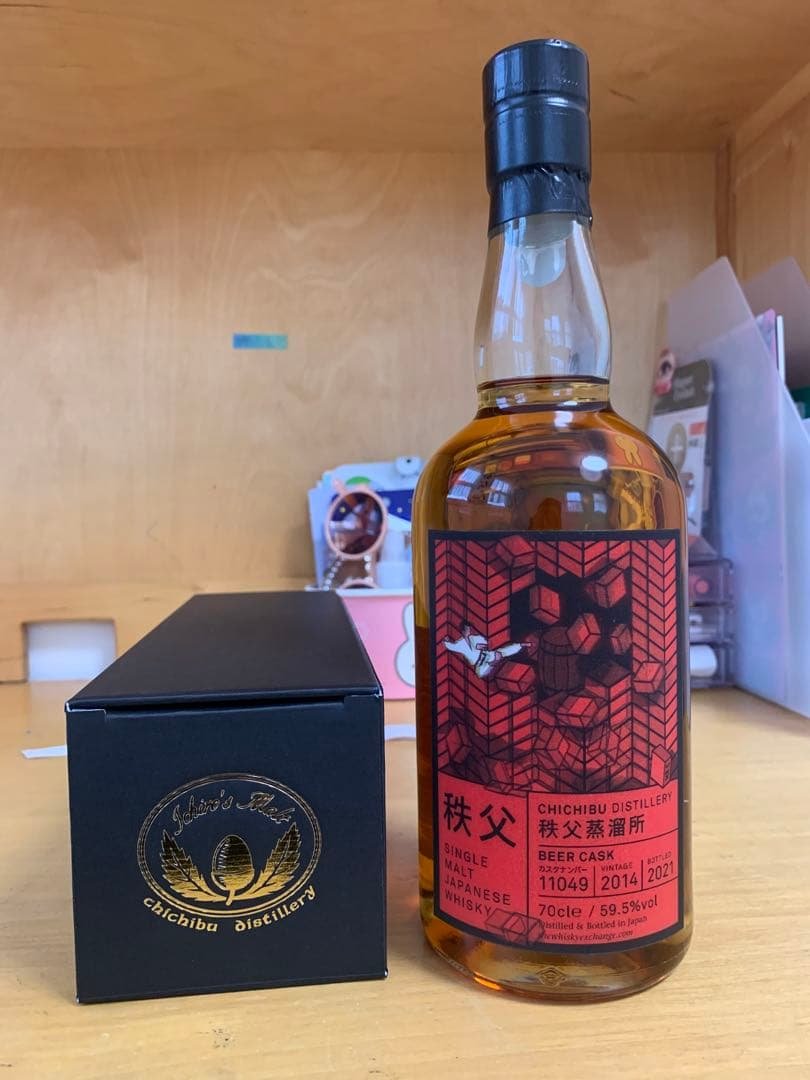 Ichiro's Malt
chichibu distillery
秩父
SINGLE
MALT
JAPANESE
WHISKY
CHICHIBU DISTILLERY
秩父蒸溜所
BEER CASK
カスクナンバー
11049
VINTAGE
2014
BOTTLED
2021
70cle / 59.5%vol
Distilled & Bottled in Japan
thewhiskyexchange.com